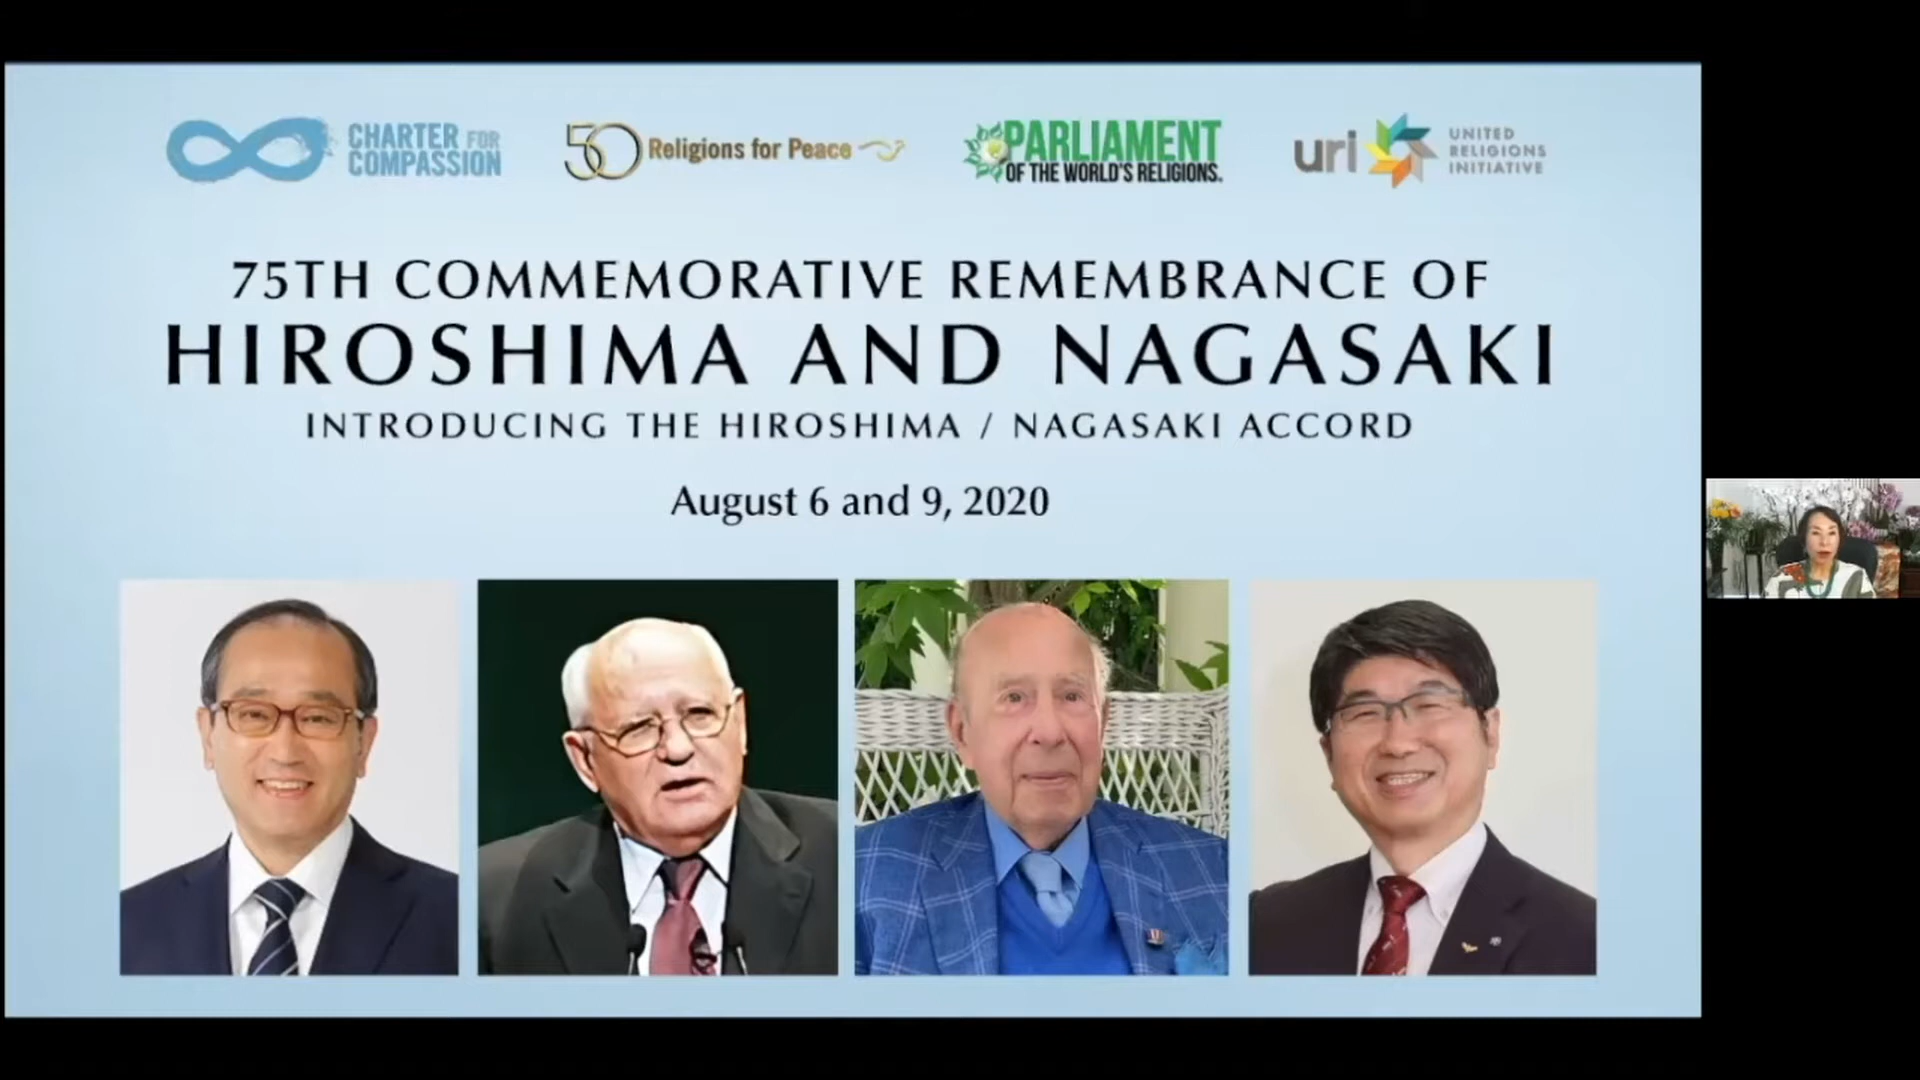 CHARTER FOR
COMPASSION
50 Religions for Peace
PARLIAMENT
OF THE WORLD'S RELIGIONS.
uri
UNITED
RELIGIONS
INITIATIVE
75TH COMMEMORATIVE REMEMBRANCE OF
HIROSHIMA AND NAGASAKI
INTRODUCING THE HIROSHIMA / NAGASAKI ACCORD
August 6 and 9, 2020